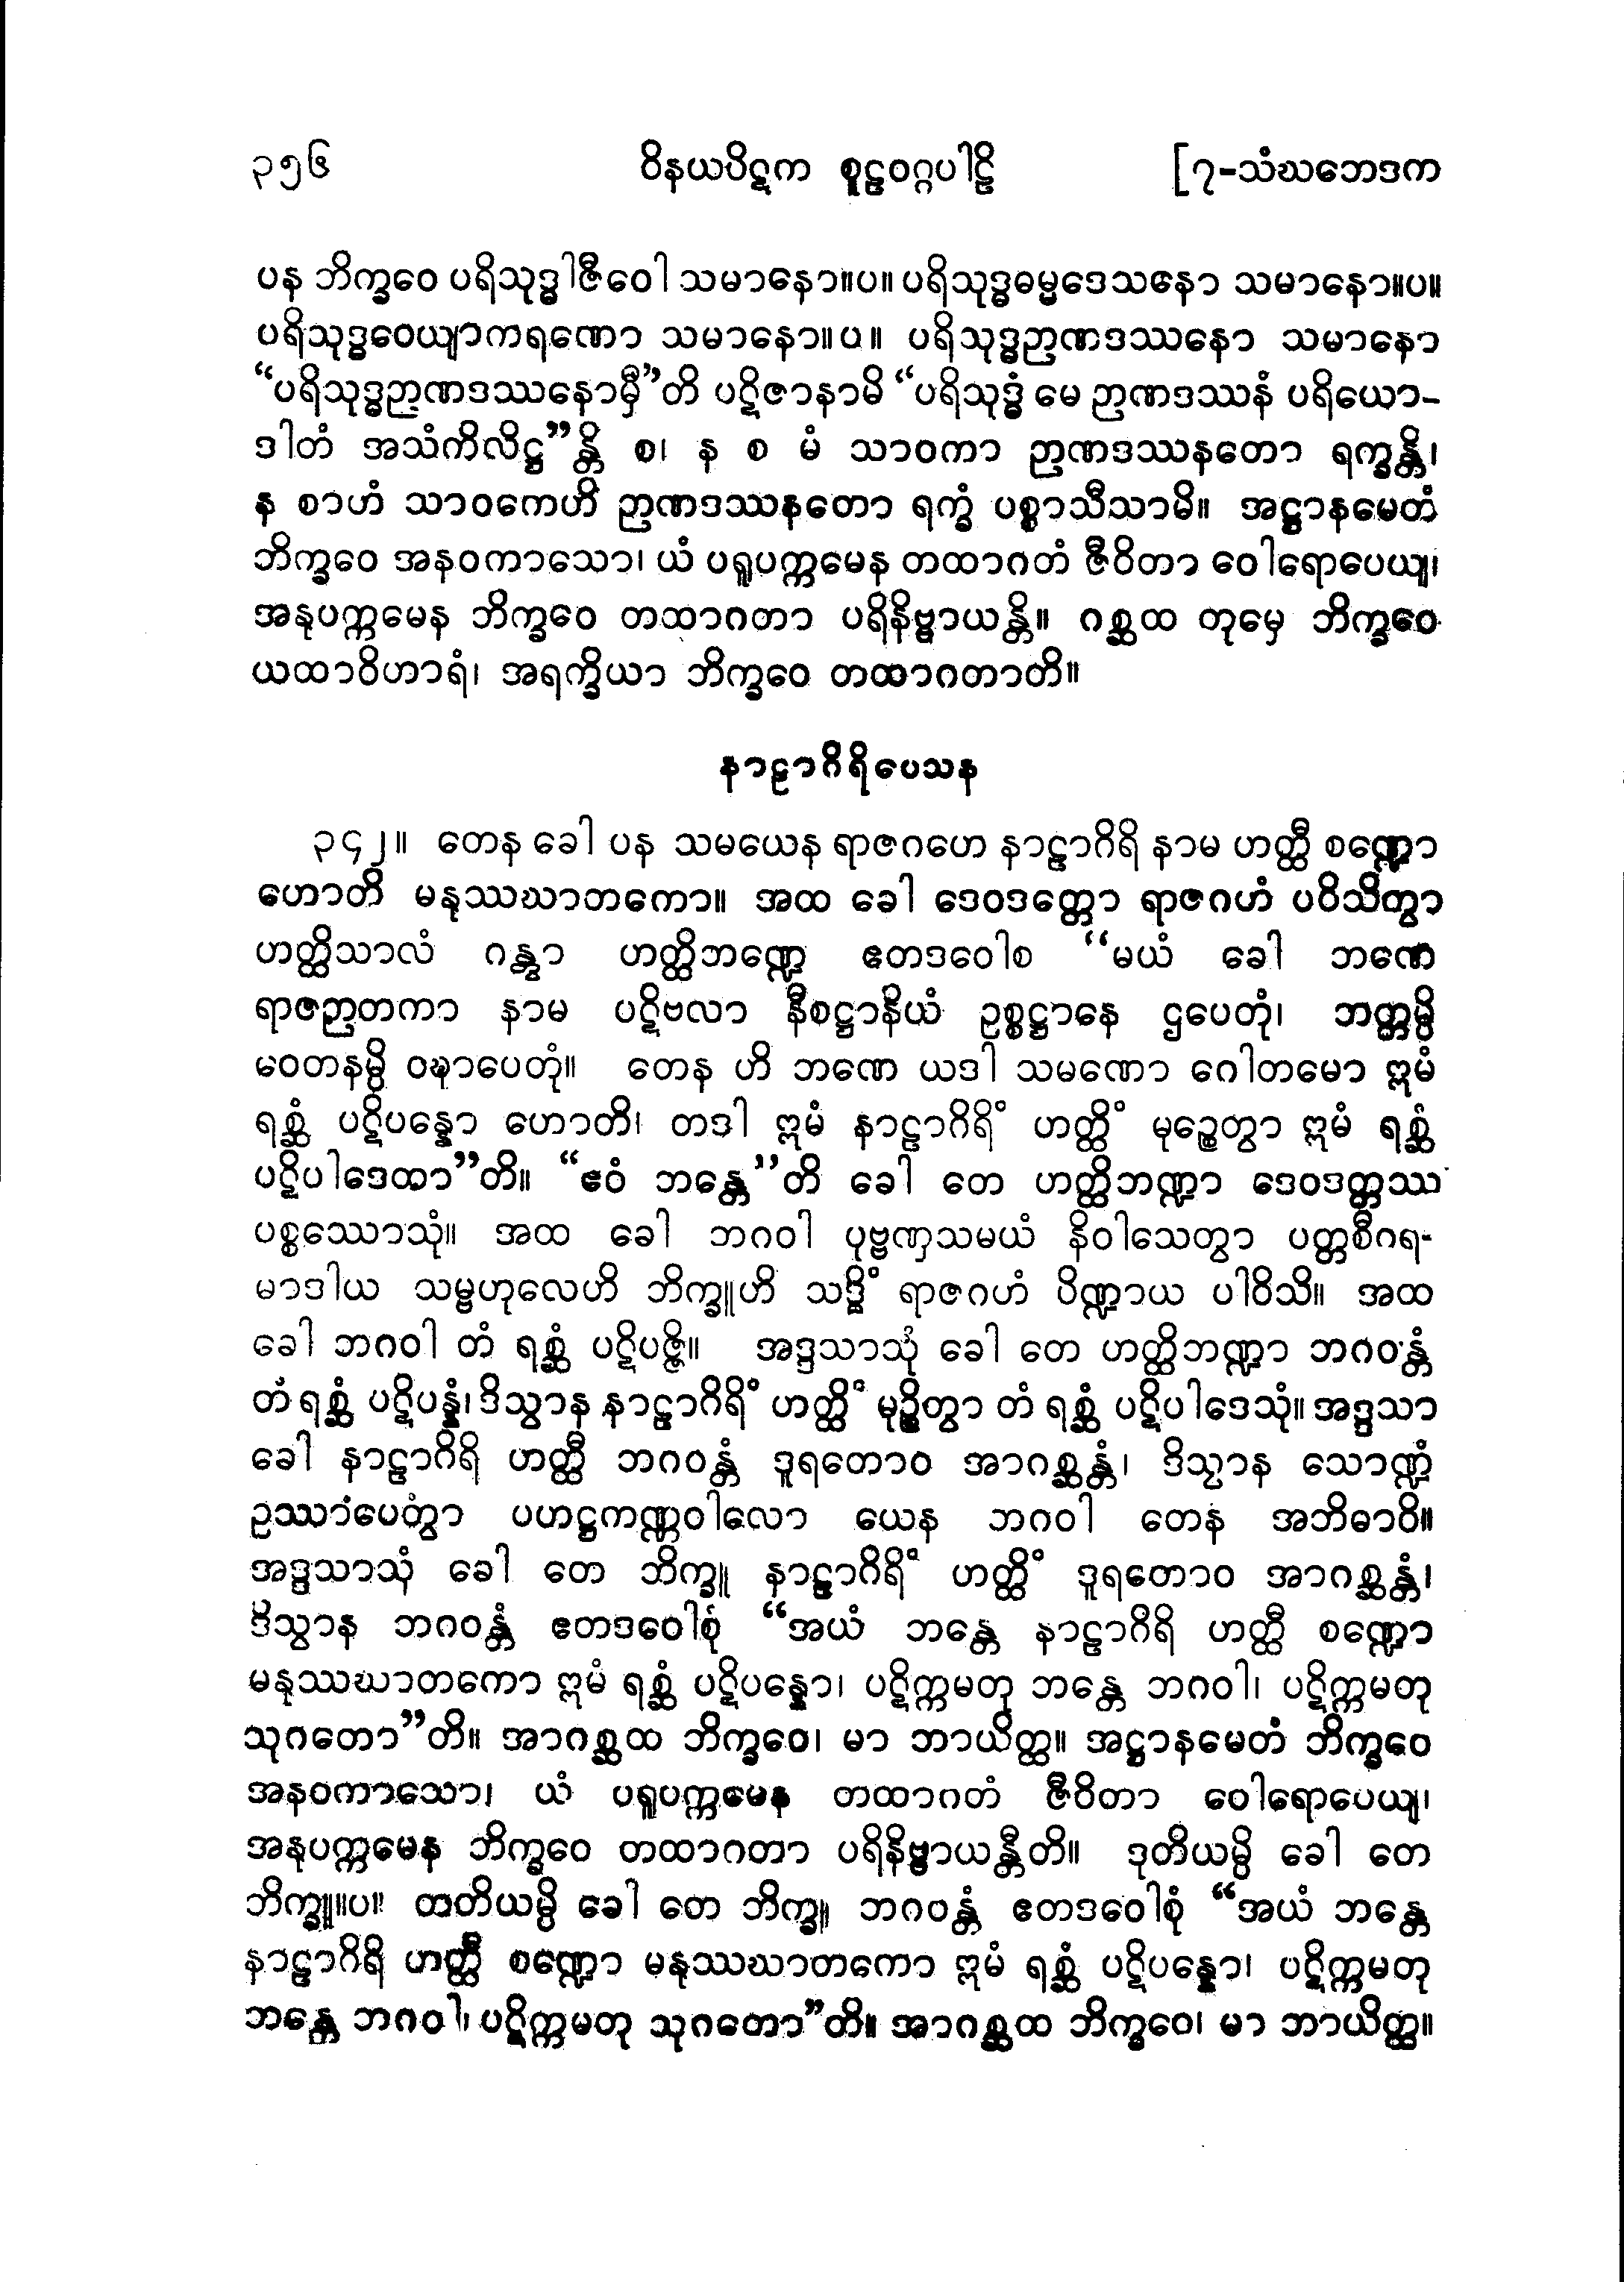 ၃၅၆ ဝိနယပိဋက စူဠဝဂ္ဂပါဠိ [၇-သံဃဘေဒက
ပန ဘိက္ခဝေ ပရိသုဒ္ဓါဇီဝေါ သမာနော။ပ။ ပရိသုဒ္ဓဓမ္မဒေသနော သမာနော။ပ။
ပရိသုဒ္ဓဝေယျာကရဏော သမာနော။ပ။ ပရိသုဒ္ဓဉာဏဒဿနော သမာနော
“ပရိသုဒ္ဓဉာဏဒဿနောမှီ”တိ ပဋိဇာနာမိ “ပရိသုဒ္ဓံ မေ ဉာဏဒဿနံ ပရိယော-
ဒါတံ အသံကိလိဋ္ဌ”န္တိ စ၊ န စ မံ သာဝကာ ဉာဏဒဿနတော ရက္ခန္တိ၊
န စာဟံ သာဝကေဟိ ဉာဏဒဿနတော ရက္ခံ ပစ္စာသီသာမိ။ အဋ္ဌာနမေတံ
ဘိက္ခဝေ အနဝကာသော၊ ယံ ပရူပက္ကမေန တထာဂတံ ဇီဝိတာ ဝေါရောပေယျ၊
အနုပက္ကမေန ဘိက္ခဝေ တထာဂတာ ပရိနိဗ္ဗာယန္တိ။ ဂစ္ဆထ တုမှေ ဘိက္ခဝေ
ယထာဝိဟာရံ၊ အရက္ခိယာ ဘိက္ခဝေ တထာဂတာတိ။
နာဠာဂိရိပေသန
၃၄၂။ တေန ခေါ ပန သမယေန ရာဇဂဟေ နာဠာဂိရိ နာမ ဟတ္ထီ စဏ္ဍော
ဟောတိ မနုဿဃာတကော။ အထ ခေါ ဒေဝဒတ္တော ရာဇဂဟံ ပဝိသိတွာ
ဟတ္ထိသာလံ ဂန္တွာ ဟတ္ထိဘဏ္ဍေ ဧတဒဝေါစ “မယံ ခေါ ဘဏေ
ရာဇဉာတကာ နာမ ပဋိဗလာ နီစဋ္ဌာနိယံ ဥစ္စဋ္ဌာနေ ဌပေတုံ၊ ဘတ္တမ္ပိ
ဝေတနမ္ပိ ဝဍ္ဎာပေတုံ။ တေန ဟိ ဘဏေ ယဒါ သမဏော ဂေါတမော ဣမံ
ရစ္ဆံ ပဋိပန္နော ဟောတိ၊ တဒါ ဣမံ နာဠာဂိရိံ ဟတ္ထိံ မုဉ္စေတွာ ဣမံ ရစ္ဆံ
ပဋိပါဒေထာ”တိ။ “ဧဝံ ဘန္တေ”တိ ခေါ တေ ဟတ္ထိဘဏ္ဍာ ဒေဝဒတ္တဿ
ပစ္စဿောသုံ။ အထ ခေါ ဘဂဝါ ပုဗ္ဗဏှသမယံ နိဝါသေတွာ ပတ္တစီဝရ-
မာဒါယ သမ္ဗဟုလေဟိ ဘိက္ခူဟိ သဒ္ဓိံ ရာဇဂဟံ ပိဏ္ဍာယ ပါဝိသိ။ အထ
ခေါ ဘဂဝါ တံ ရစ္ဆံ ပဋိပဇ္ဇိ။ အဒ္ဒသာသုံ ခေါ တေ ဟတ္ထိဘဏ္ဍာ ဘဂဝန္တံ
တံ ရစ္ဆံ ပဋိပန္နံ၊ ဒိသွာန နာဠာဂိရိံ ဟတ္ထိံ မုဉ္စိတွာ တံ ရစ္ဆံ ပဋိပါဒေသုံ။ အဒ္ဒသာ
ခေါ နာဠာဂိရိ ဟတ္ထီ ဘဂဝန္တံ ဒူရတောဝ အာဂစ္ဆန္တံ၊ ဒိသွာန သောဏ္ဍံ
ဥဿာပေတွာ ပဟဋ္ဌကဏ္ဏဝါလော ယေန ဘဂဝါ တေန အဘိဓာဝိ။
အဒ္ဒသာသုံ ခေါ တေ ဘိက္ခူ နာဠာဂိရိံ ဟတ္ထိံ ဒူရတောဝ အာဂစ္ဆန္တံ၊
ဒိသွာန ဘဂဝန္တံ ဧတဒဝေါစုံ “အယံ ဘန္တေ နာဠာဂိရိ ဟတ္ထီ စဏ္ဍော
မနုဿဃာတကော ဣမံ ရစ္ဆံ ပဋိပန္နော၊ ပဋိက္ကမတု ဘန္တေ ဘဂဝါ၊ ပဋိက္ကမတု
သုဂတော”တိ။ အာဂစ္ဆထ ဘိက္ခဝေ၊ မာ ဘာယိတ္ထ။ အဋ္ဌာနမေတံ ဘိက္ခဝေ
အနဝကာသော၊ ယံ ပရူပက္ကမေန တထာဂတံ ဇီဝိတာ ဝေါရောပေယျ၊
အနုပက္ကမေန ဘိက္ခဝေ တထာဂတာ ပရိနိဗ္ဗာယန္တီတိ။ ဒုတိယမ္ပိ ခေါ တေ
ဘိက္ခူ။ပ။ တတိယမ္ပိ ခေါ တေ ဘိက္ခူ ဘဂဝန္တံ ဧတဒဝေါစုံ “အယံ ဘန္တေ
နာဠာဂိရိ ဟတ္ထီ စဏ္ဍော မနုဿဃာတကော ဣမံ ရစ္ဆံ ပဋိပန္နော၊ ပဋိက္ကမတု
ဘန္တေ ဘဂဝါ၊ ပဋိက္ကမတု သုဂတော”တိ။ အာဂစ္ဆထ ဘိက္ခဝေ၊ မာ ဘာယိတ္ထ။